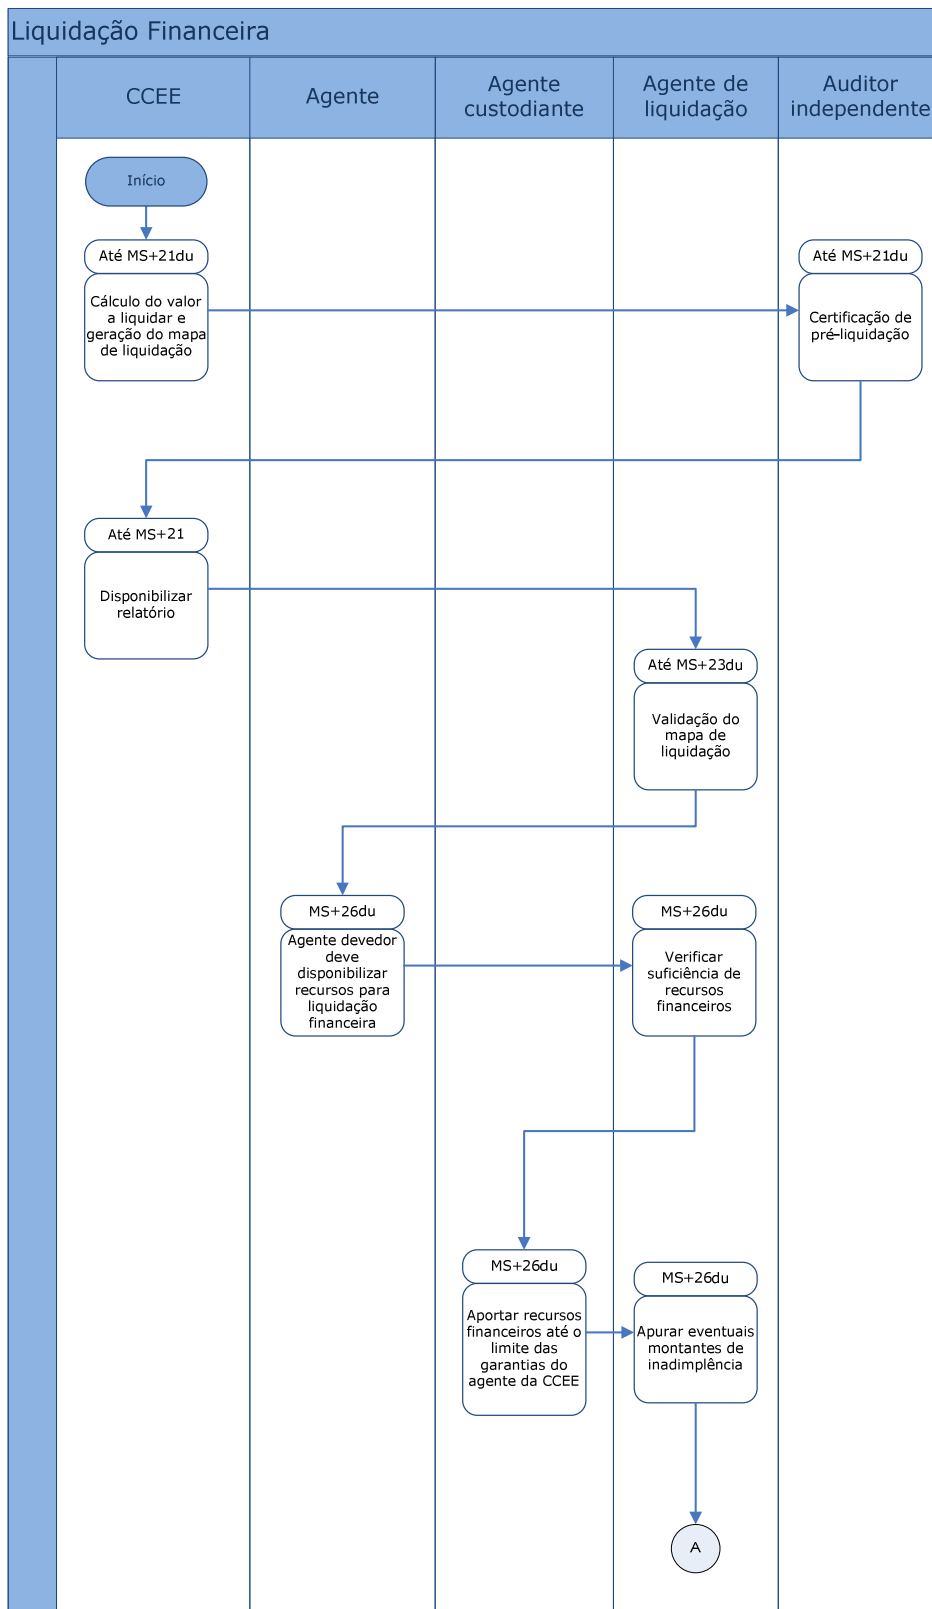 Liquidação Financeira
CCEE
Agente
Agente
custodiante
Agente de
liquidação
Auditor
independente
Início
Até MS+21du
Cálculo do valor
a liquidar e
geração do mapa
de liquidação
Até MS+21du
Certificação de
pré-liquidação
Até MS+21
Disponibilizar
relatório
Até MS+23du
Validação do
mapa de
liquidação
MS+26du
Agente devedor
deve
disponibilizar
recursos para
liquidação
financeira
MS+26du
Verificar
suficiência de
recursos
financeiros
MS+26du
Aportar recursos
financeiros até o
limite das
garantias do
agente da CCEE
MS+26du
Apurar eventuais
montantes de
inadimplência
A